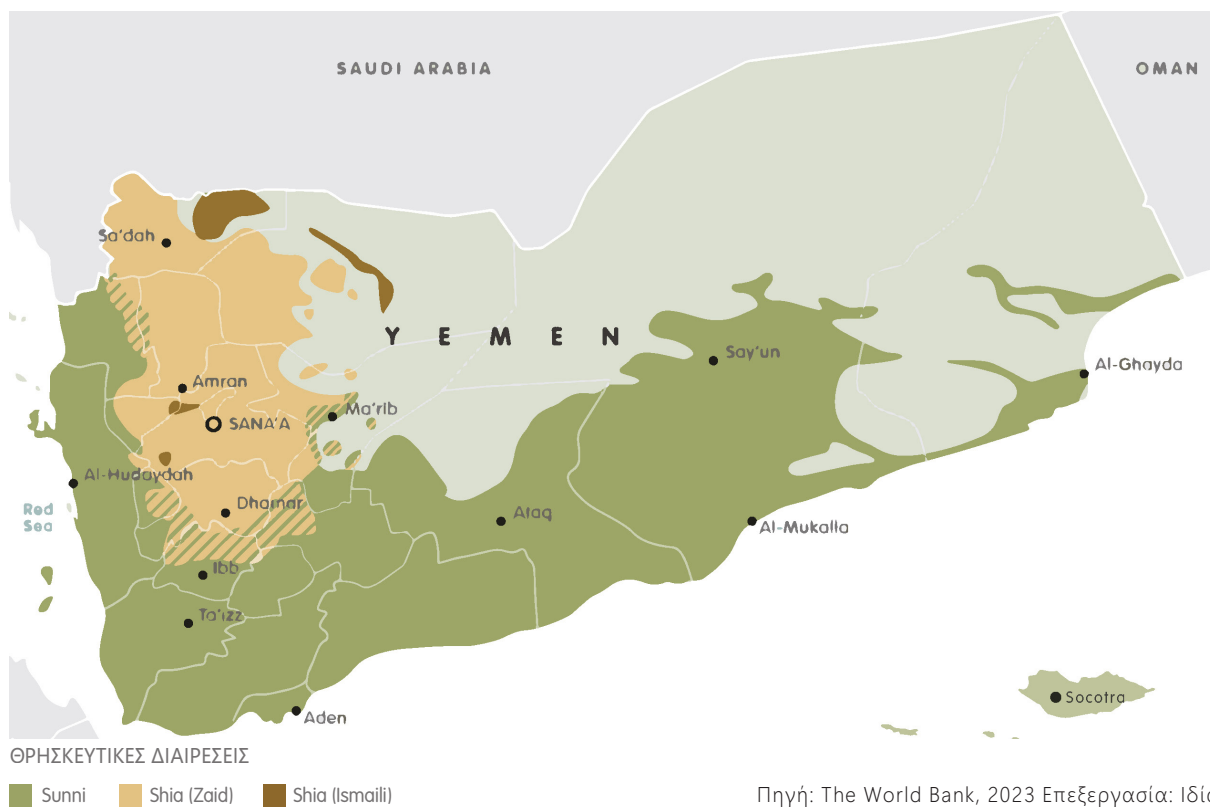 SAUDI ARABIA
OMAN
Sa'dah
YEMEN
Say'un
Al-Ghayda
Amran
Ma'rib
SANA'A
Al-Hudaydah
Red
Sea
Dhamar
Ataq
Al-Mukalla
Ibb
Ta'izz
Socotra
Aden
ΘΡΗΣΚΕΥΤΙΚΕΣ ΔΙΑΙΡΕΣΕΙΣ
Sunni Shia (Zaid) Shia (Ismaili)
Πηγή: The World Bank, 2023 Επεξεργασία: